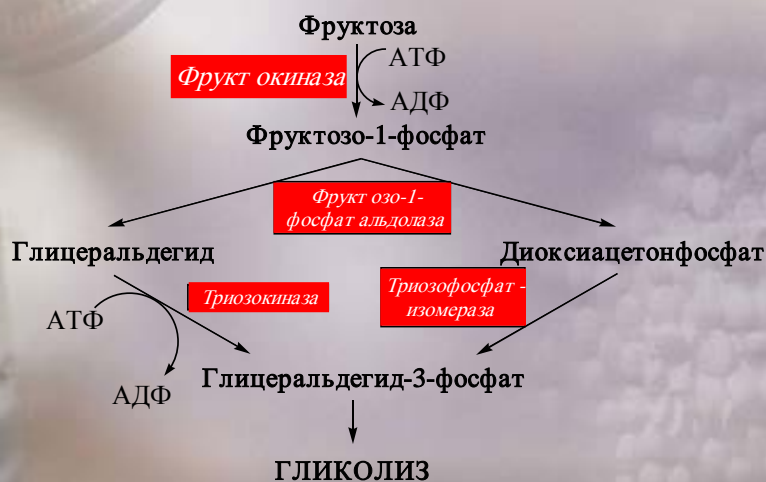 Фруктоза
АТФ
Фрукт окиназа
АДФ
Фруктозо-1-фосфат
Фрукт озо-1-
фосфат альдолаза
Глицеральдегид
Диоксиацетонфосфат
Триозокиназа
Триозофосфат -
изомераза
АТФ
АДФ
Глицеральдегид-3-фосфат
ГЛИКОЛИЗ